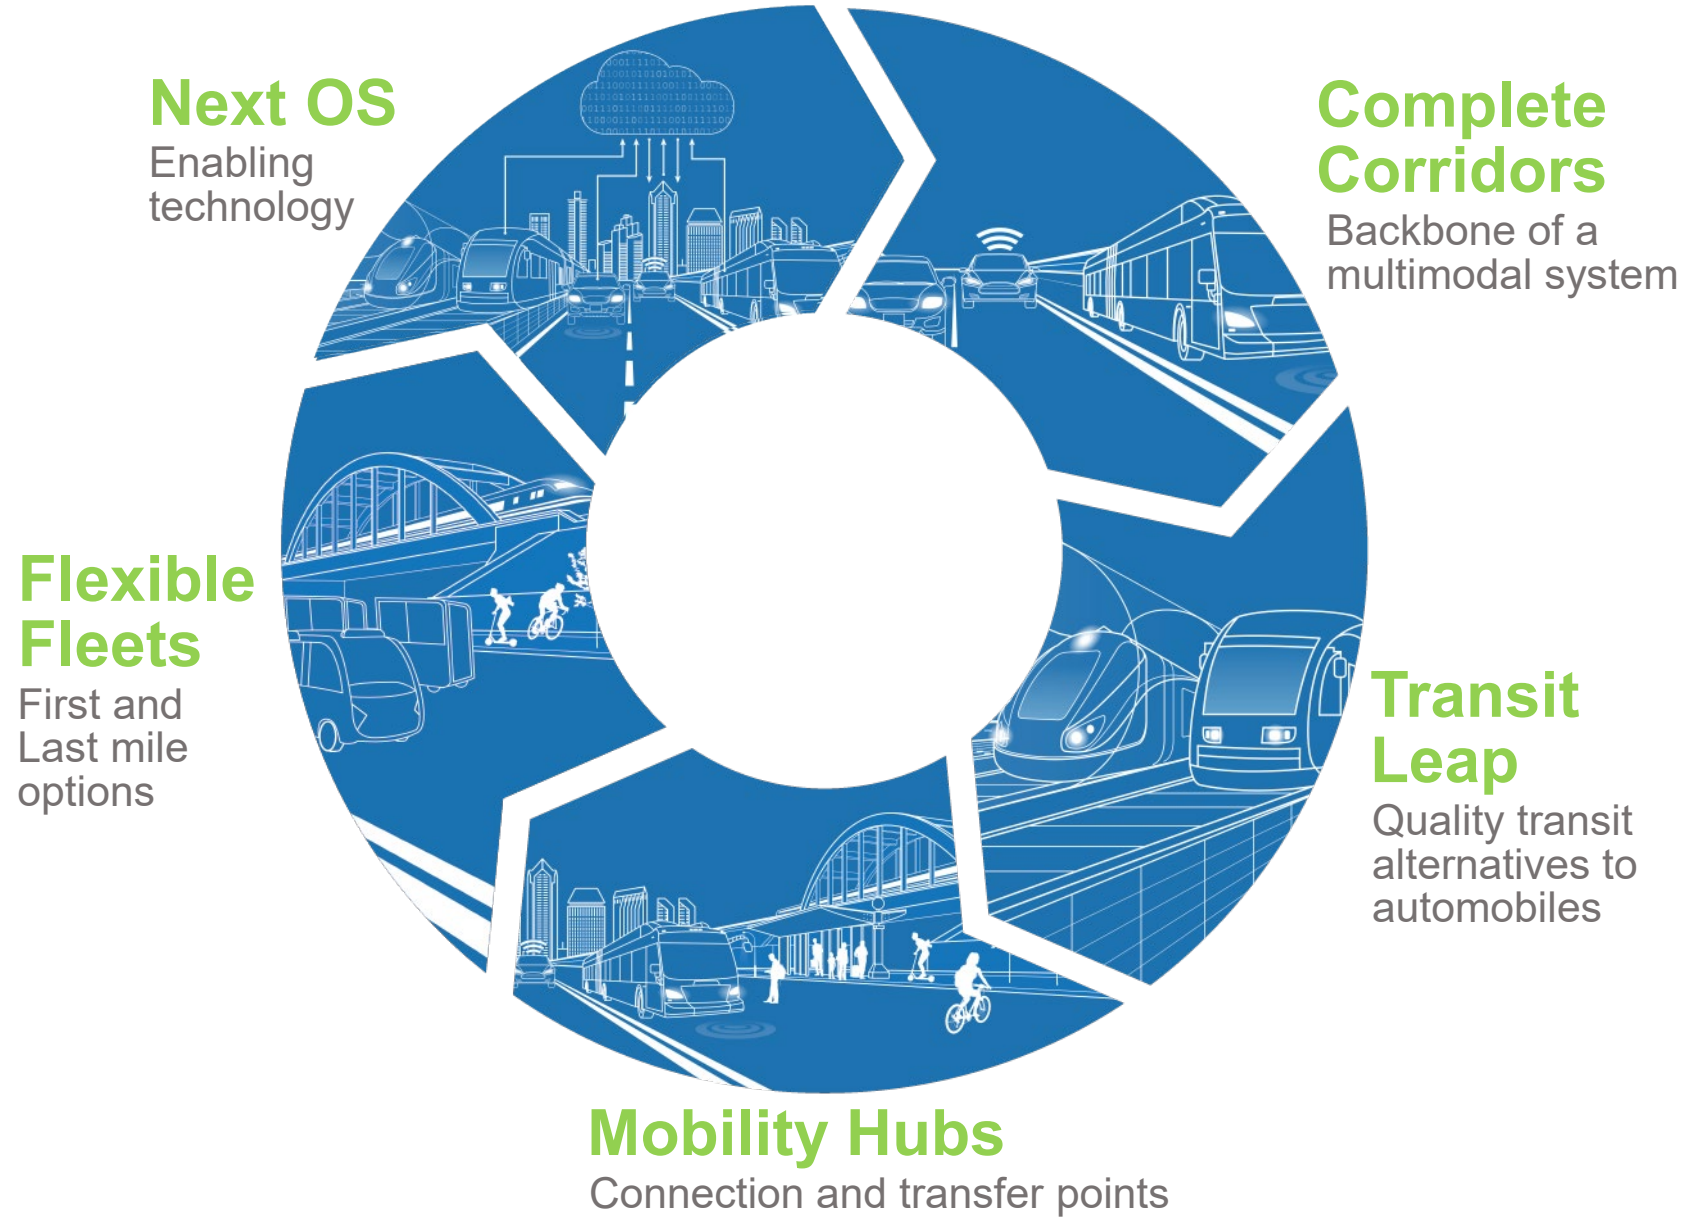 Next OS
Enabling
technology
Complete
Corridors
Backbone of a
multimodal system
Flexible
Fleets
First and
Last mile
options
Transit
Leap
Quality transit
alternatives to
automobiles
Mobility Hubs
Connection and transfer points